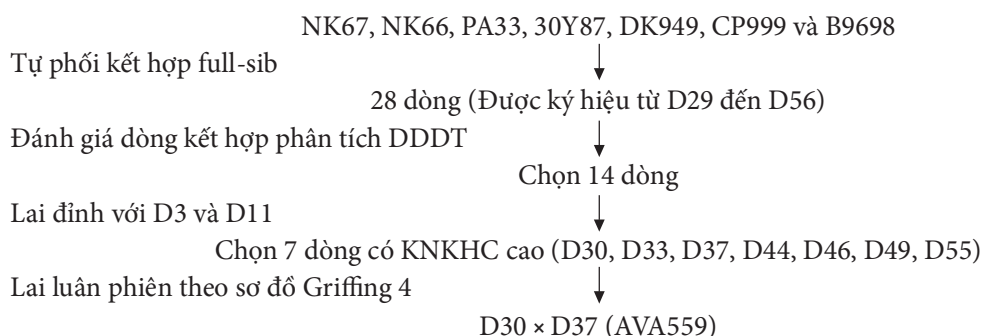 NK67, NK66, PA33, 30Y87, DK949, CP999 và B9698
Tự phối kết hợp full-sib
28 dòng (Được ký hiệu từ D29 đến D56)
Đánh giá dòng kết hợp phân tích DDDT
Chọn 14 dòng
Lai đỉnh với D3 và D11
Chọn 7 dòng có KNKHC cao (D30, D33, D37, D44, D46, D49, D55)
Lai luân phiên theo sơ đồ Griffing 4
D30 × D37 (AVA559)